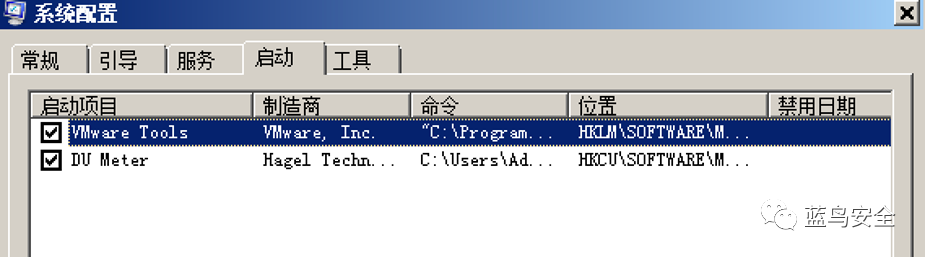 系统配置
常规 引导 服务 启动 工具
启动项目 制造商 命令 位置 禁用日期
VMware Tools VMware, Inc. "C:\Program... HKLM\SOFTWARE\M...
DU Meter Hagel Techn... C:\Users\Ad... HKCU\SOFTWARE\M...
蓝鸟安全